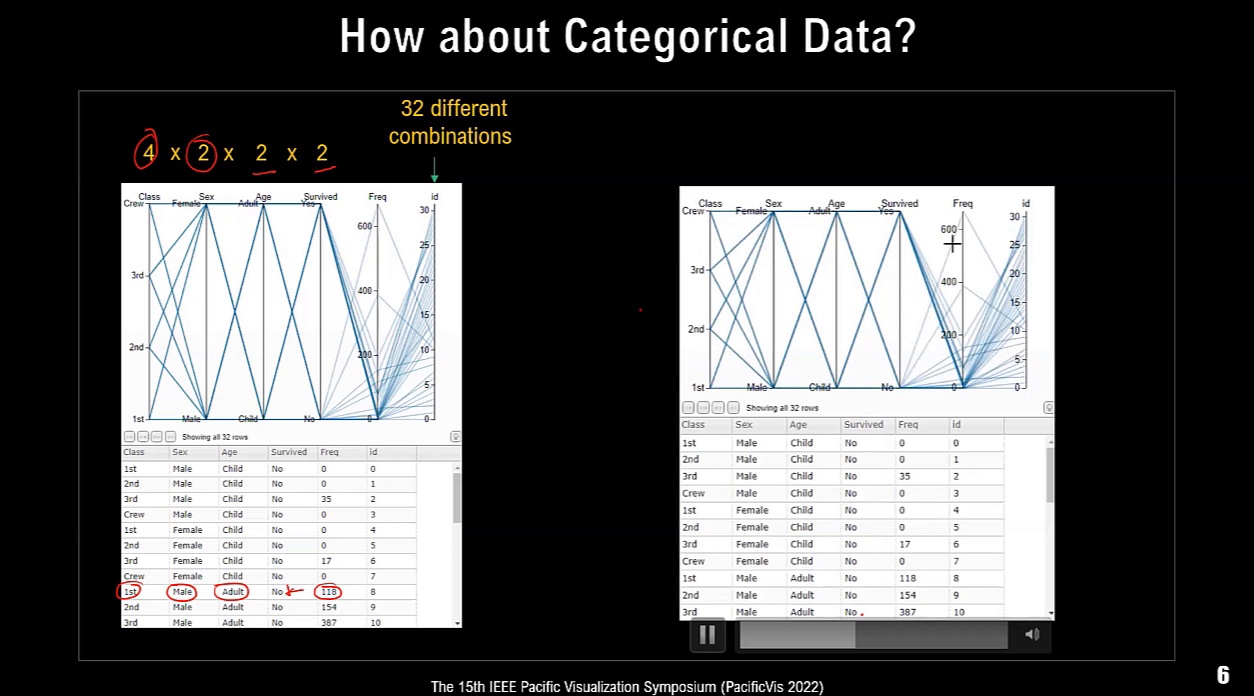 How about Categorical Data?
32 different
combinations
4 x 2 x 2 x 2
Class Sex Age Survived Freq id
Crew Female Adult Yes
30
600
25
3rd
20
400
15
2nd
10
200
5
1st Male Child No 0 0
Showing all 32 rows
Class Sex Age Survived Freq id
1st Male Child No 0 0
2nd Male Child No 0 1
3rd Male Child No 35 2
Crew Male Child No 0 3
1st Female Child No 0 4
2nd Female Child No 0 5
3rd Female Child No 17 6
Crew Female Child No 0 7
1st Male Adult No 118 8
2nd Male Adult No 154 9
3rd Male Adult No 387 10
Class Sex Age Survived Freq id
Crew Female Adult Yes
30
600
25
3rd
20
400
15
2nd
10
200
5
1st Male Child No 0 0
Showing all 32 rows
Class Sex Age Survived Freq id
1st Male Child No 0 0
2nd Male Child No 0 1
3rd Male Child No 35 2
Crew Male Child No 0 3
1st Female Child No 0 4
2nd Female Child No 0 5
3rd Female Child No 17 6
Crew Female Child No 0 7
1st Male Adult No 118 8
2nd Male Adult No 154 9
3rd Male Adult No 387 10
The 15th IEEE Pacific Visualization Symposium (PacificVis 2022)
6